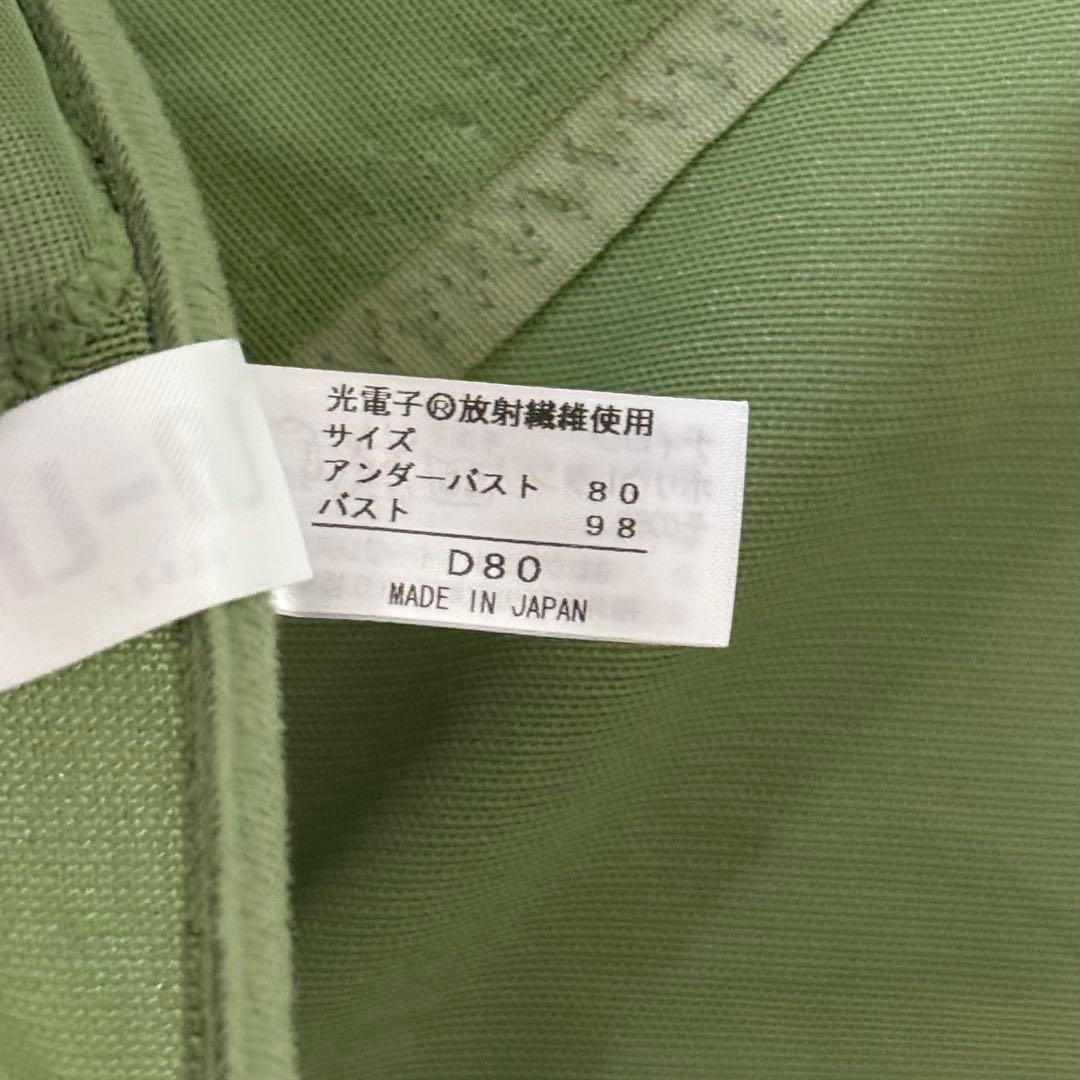 光電子®放射繊維使用
サイズ
アンダーバスト 80
バスト 98
D80
MADE IN JAPAN